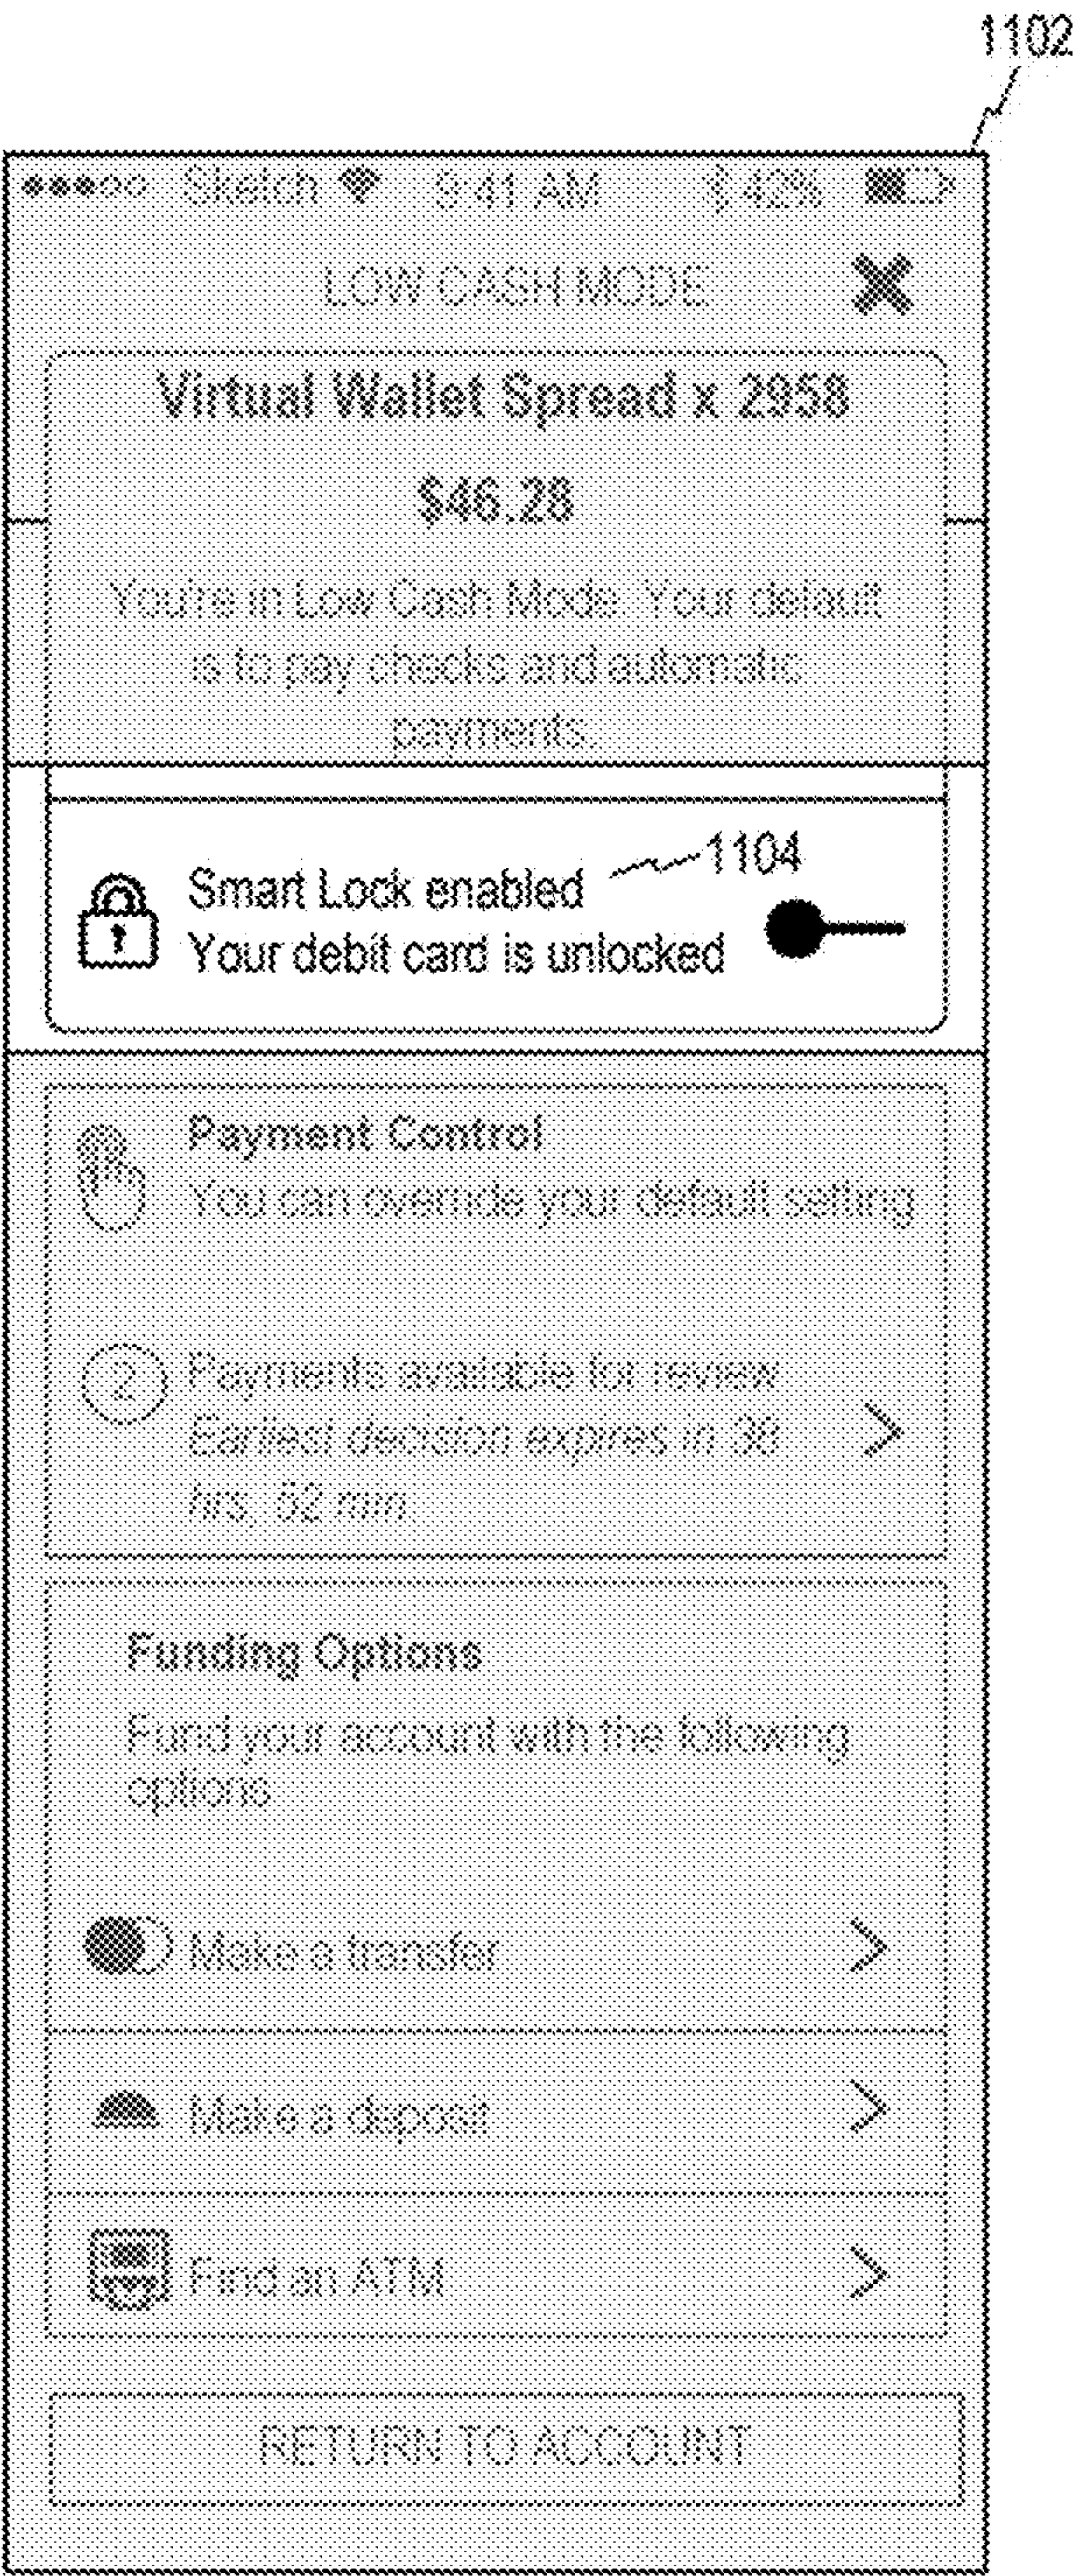 1102
Sketch 9:41 AM 42%
LOW CASH MODE
Virtual Wallet Spread x 2958
$46.28
You're in Low Cash Mode. Your default
is to pay checks and automatic
payments.
Smart Lock enabled
1104
Your debit card is unlocked
Payment Control
You can override your default setting
2
Payments available for review
Earliest decision expires in 38
hrs, 52 min
Funding Options
Fund your account with the following
options
Make a transfer
Make a deposit
Find an ATM
RETURN TO ACCOUNT